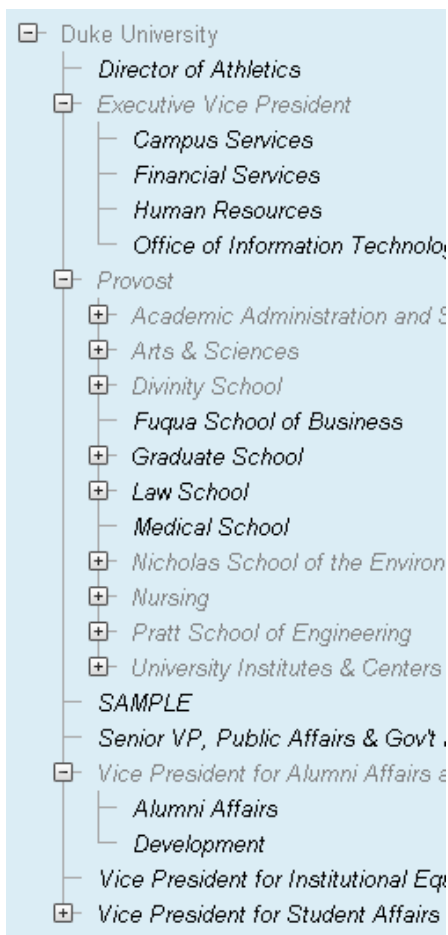 Duke University
Director of Athletics
Executive Vice President
Campus Services
Financial Services
Human Resources
Office of Information Technolog
Provost
Academic Administration and S
Arts & Sciences
Divinity School
Fuqua School of Business
Graduate School
Law School
Medical School
Nicholas School of the Environ
Nursing
Pratt School of Engineering
University Institutes & Centers
SAMPLE
Senior VP, Public Affairs & Gov't
Vice President for Alumni Affairs a
Alumni Affairs
Development
Vice President for Institutional Equ
Vice President for Student Affairs